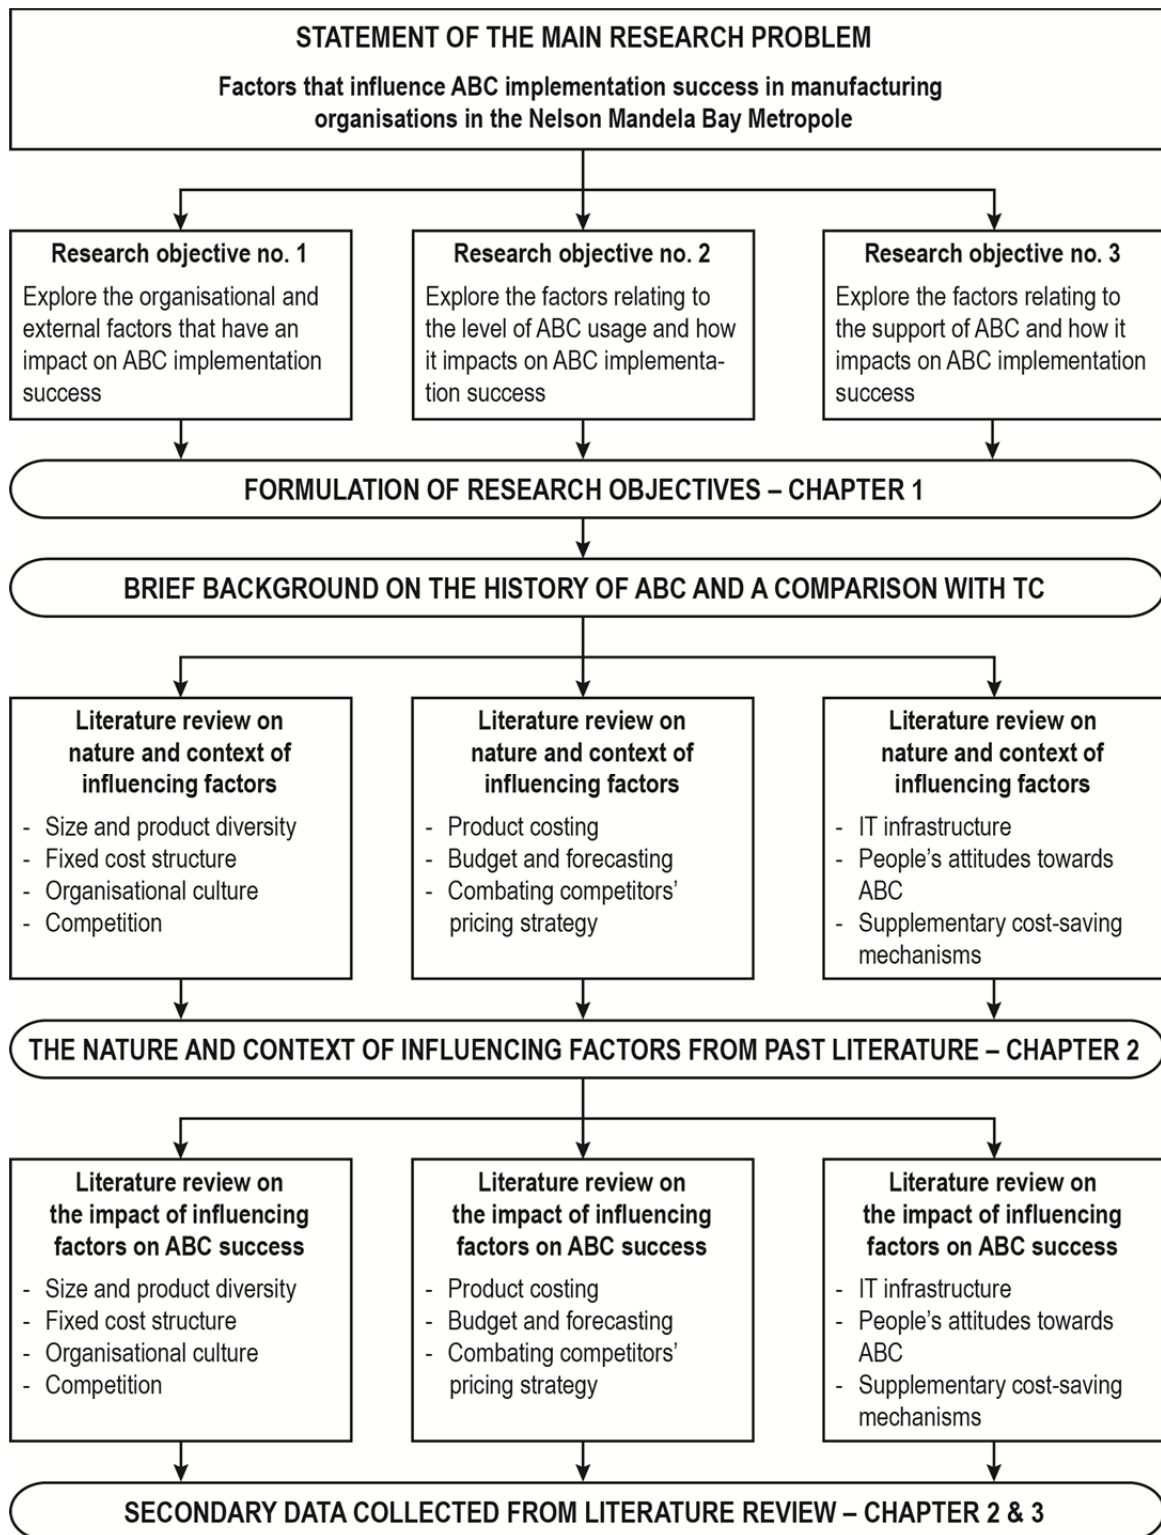 STATEMENT OF THE MAIN RESEARCH PROBLEM
Factors that influence ABC implementation success in manufacturing
organisations in the Nelson Mandela Bay Metropole
Research objective no. 1
Explore the organisational and
external factors that have an
impact on ABC implementation
success
Research objective no. 2
Explore the factors relating to
the level of ABC usage and how
it impacts on ABC implementa-
tion success
Research objective no. 3
Explore the factors relating to
the support of ABC and how it
impacts on ABC implementation
success
FORMULATION OF RESEARCH OBJECTIVES – CHAPTER 1
BRIEF BACKGROUND ON THE HISTORY OF ABC AND A COMPARISON WITH TC
Literature review on
nature and context of
influencing factors
- Size and product diversity
- Fixed cost structure
- Organisational culture
- Competition
Literature review on
nature and context of
influencing factors
- Product costing
- Budget and forecasting
- Combating competitors’
pricing strategy
Literature review on
nature and context of
influencing factors
- IT infrastructure
- People’s attitudes towards
ABC
- Supplementary cost-saving
mechanisms
THE NATURE AND CONTEXT OF INFLUENCING FACTORS FROM PAST LITERATURE – CHAPTER 2
Literature review on
the impact of influencing
factors on ABC success
- Size and product diversity
- Fixed cost structure
- Organisational culture
- Competition
Literature review on
the impact of influencing
factors on ABC success
- Product costing
- Budget and forecasting
- Combating competitors’
pricing strategy
Literature review on
the impact of influencing
factors on ABC success
- IT infrastructure
- People’s attitudes towards
ABC
- Supplementary cost-saving
mechanisms
SECONDARY DATA COLLECTED FROM LITERATURE REVIEW – CHAPTER 2 & 3